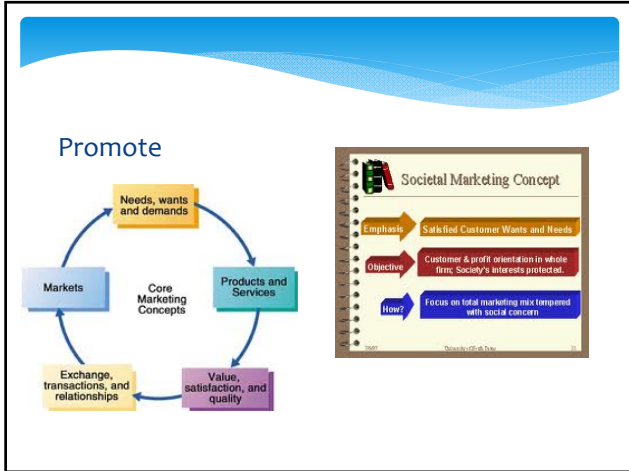 Promote
Needs, wants
and demands
Products and
Services
Value,
satisfaction, and
quality
Exchange,
transactions, and
relationships
Markets
Core
Marketing
Concepts
Societal Marketing Concept
Emphasis
Satisfied Customer Wants and Needs
Objective
Customer & profit orientation in whole
firm; Society's interests protected.
How?
Focus on total marketing mix tempered
with social concern